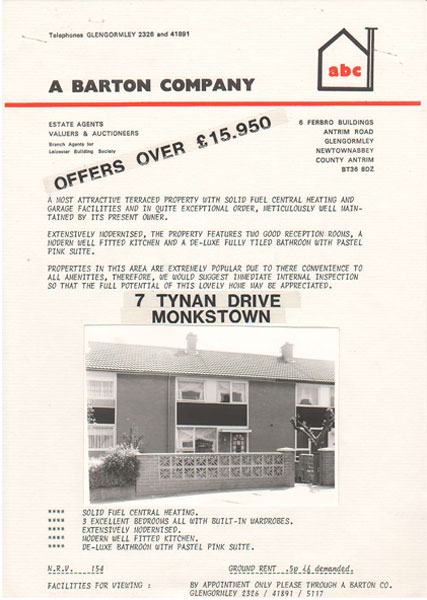 Telephones GLENGORMLEY 2326 and 41891
abc
A BARTON COMPANY
ESTATE AGENTS
VALUERS & AUCTIONEERS
Branch Agents for
Leicester Building Society
6 FERBRO BUILDINGS
ANTRIM ROAD
GLENGORMLEY
NEWTOWNABBEY
COUNTY ANTRIM
BT36 8DZ
OFFERS OVER £15.950
A MOST ATTRACTIVE TERRACED PROPERTY WITH SOLID FUEL CENTRAL HEATING AND
GARAGE FACILITIES AND IN QUITE EXCEPTIONAL ORDER, METICULOUSLY WELL MAIN-
TAINED BY ITS PRESENT OWNER.
EXTENSIVELY MODERNISED, THE PROPERTY FEATURES TWO GOOD RECEPTION ROOMS, A
MODERN WELL FITTED KITCHEN AND A DE-LUXE FULLY TILED BATHROOM WITH PASTEL
PINK SUITE.
PROPERTIES IN THIS AREA ARE EXTREMELY POPULAR DUE TO THERE CONVENIENCE TO
ALL AMENITIES, THEREFORE, WE WOULD SUGGEST IMMEDIATE INTERNAL INSPECTION
SO THAT THE FULL POTENTIAL OF THIS LOVELY HOME MAY BE APPRECIATED.
7 TYNAN DRIVE
MONKSTOWN
**** SOLID FUEL CENTRAL HEATING.
**** 3 EXCELLENT BEDROOMS ALL WITH BUILT-IN WARDROBES.
**** EXTENSIVELY MODERNISED.
**** MODERN WELL FITTED KITCHEN.
**** DE-LUXE BATHROOM WITH PASTEL PINK SUITE.
N.R.V. 154 GROUND RENT .5p if demanded.
FACILITIES FOR VIEWING : BY APPOINTMENT ONLY PLEASE THROUGH A BARTON CO.
GLENGORMLEY 2326 / 41891 / 5117